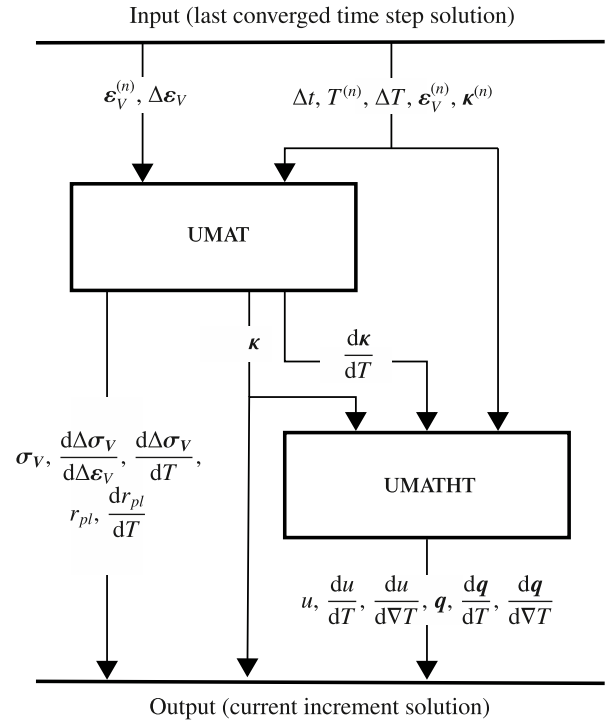 Input (last converged time step solution)
𝜺_V^(n), Δ𝜺_V
Δt, T^(n), ΔT, 𝜺_V^(n), 𝜿^(n)
UMAT
𝜿
d𝜿/dT
𝝈_V, dΔ𝝈_V/dΔ𝜺_V, dΔ𝝈_V/dT,
r_pl, dr_pl/dT
UMATHT
u, du/dT, du/d∇T, 𝒒, d𝒒/dT, d𝒒/d∇T
Output (current increment solution)